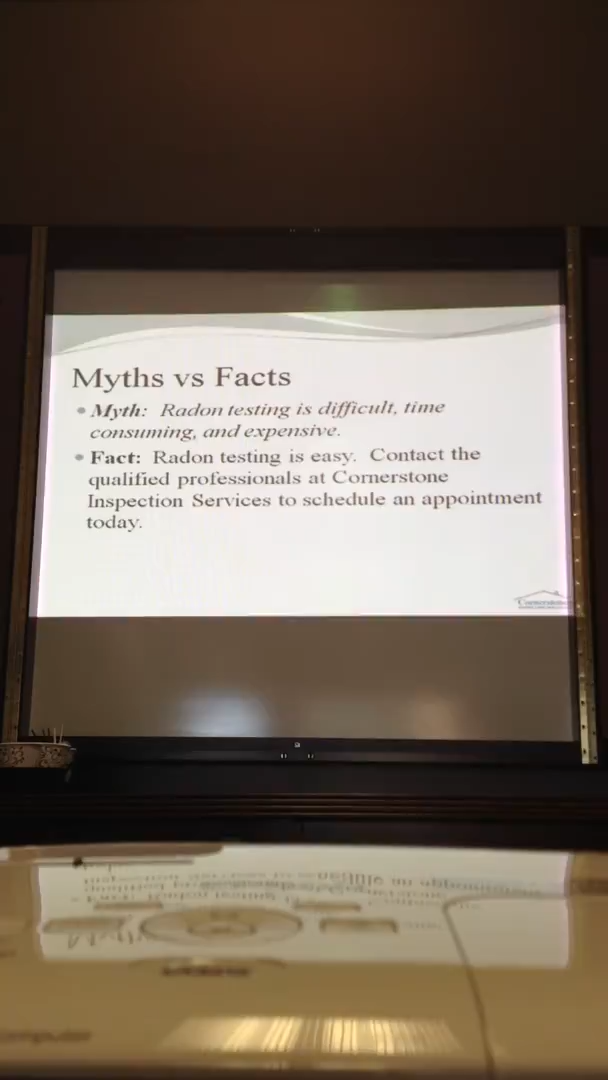 Myths vs Facts
• Myth: Radon testing is difficult, time
consuming, and expensive.
• Fact: Radon testing is easy. Contact the
qualified professionals at Cornerstone
Inspection Services to schedule an appointment
today.
Cornerstone